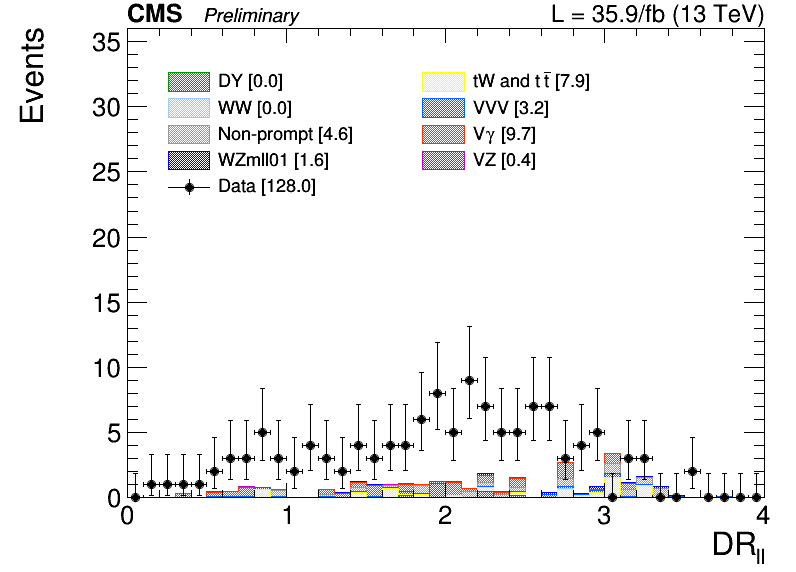 CMS Preliminary L = 35.9/fb (13 TeV)
Events
35
30
25
20
15
10
5
0
DY [0.0]
WW [0.0]
Non-prompt [4.6]
WZmll01 [1.6]
Data [128.0]
tW and tt̅ [7.9]
VVV [3.2]
Vγ [9.7]
VZ [0.4]
0 1 2 3 4
DRll